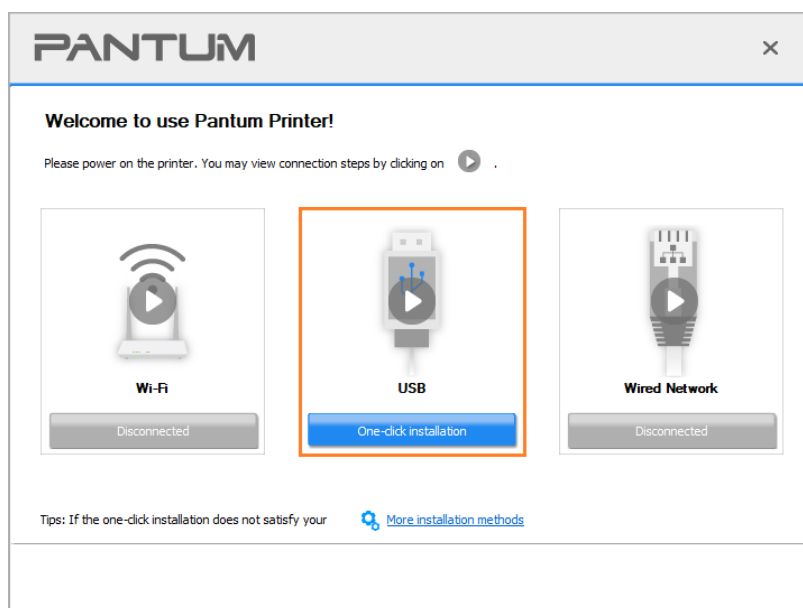 PANTUM
Welcome to use Pantum Printer!
Please power on the printer. You may view connection steps by clicking on .
Wi-Fi
USB
Wired Network
Disconnected
One-click installation
Disconnected
Tips: If the one-click installation does not satisfy your
More installation methods